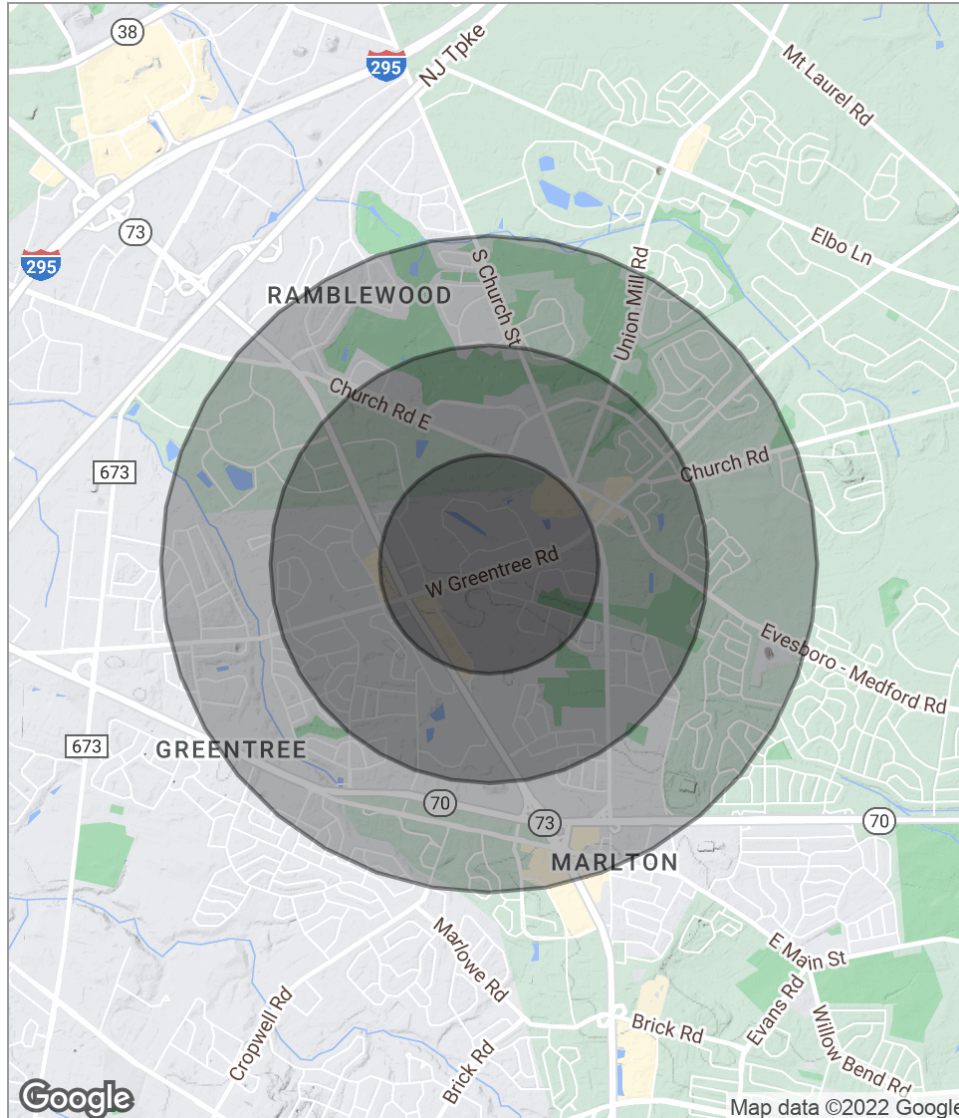 38
295
NJ Tpke
Mt Laurel Rd
73
295
Elbo Ln
S Church St
Union Mill Rd
RAMBLEWOOD
Church Rd E
Church Rd
673
W Greentree Rd
Evesboro - Medford Rd
673
GREENTREE
70
73
70
MARLTON
Marlowe Rd
E Main St
Cropwell Rd
Evans Rd
Willow Bend Rd
Brick Rd
Brick Rd
Google
Map data ©2022 Google